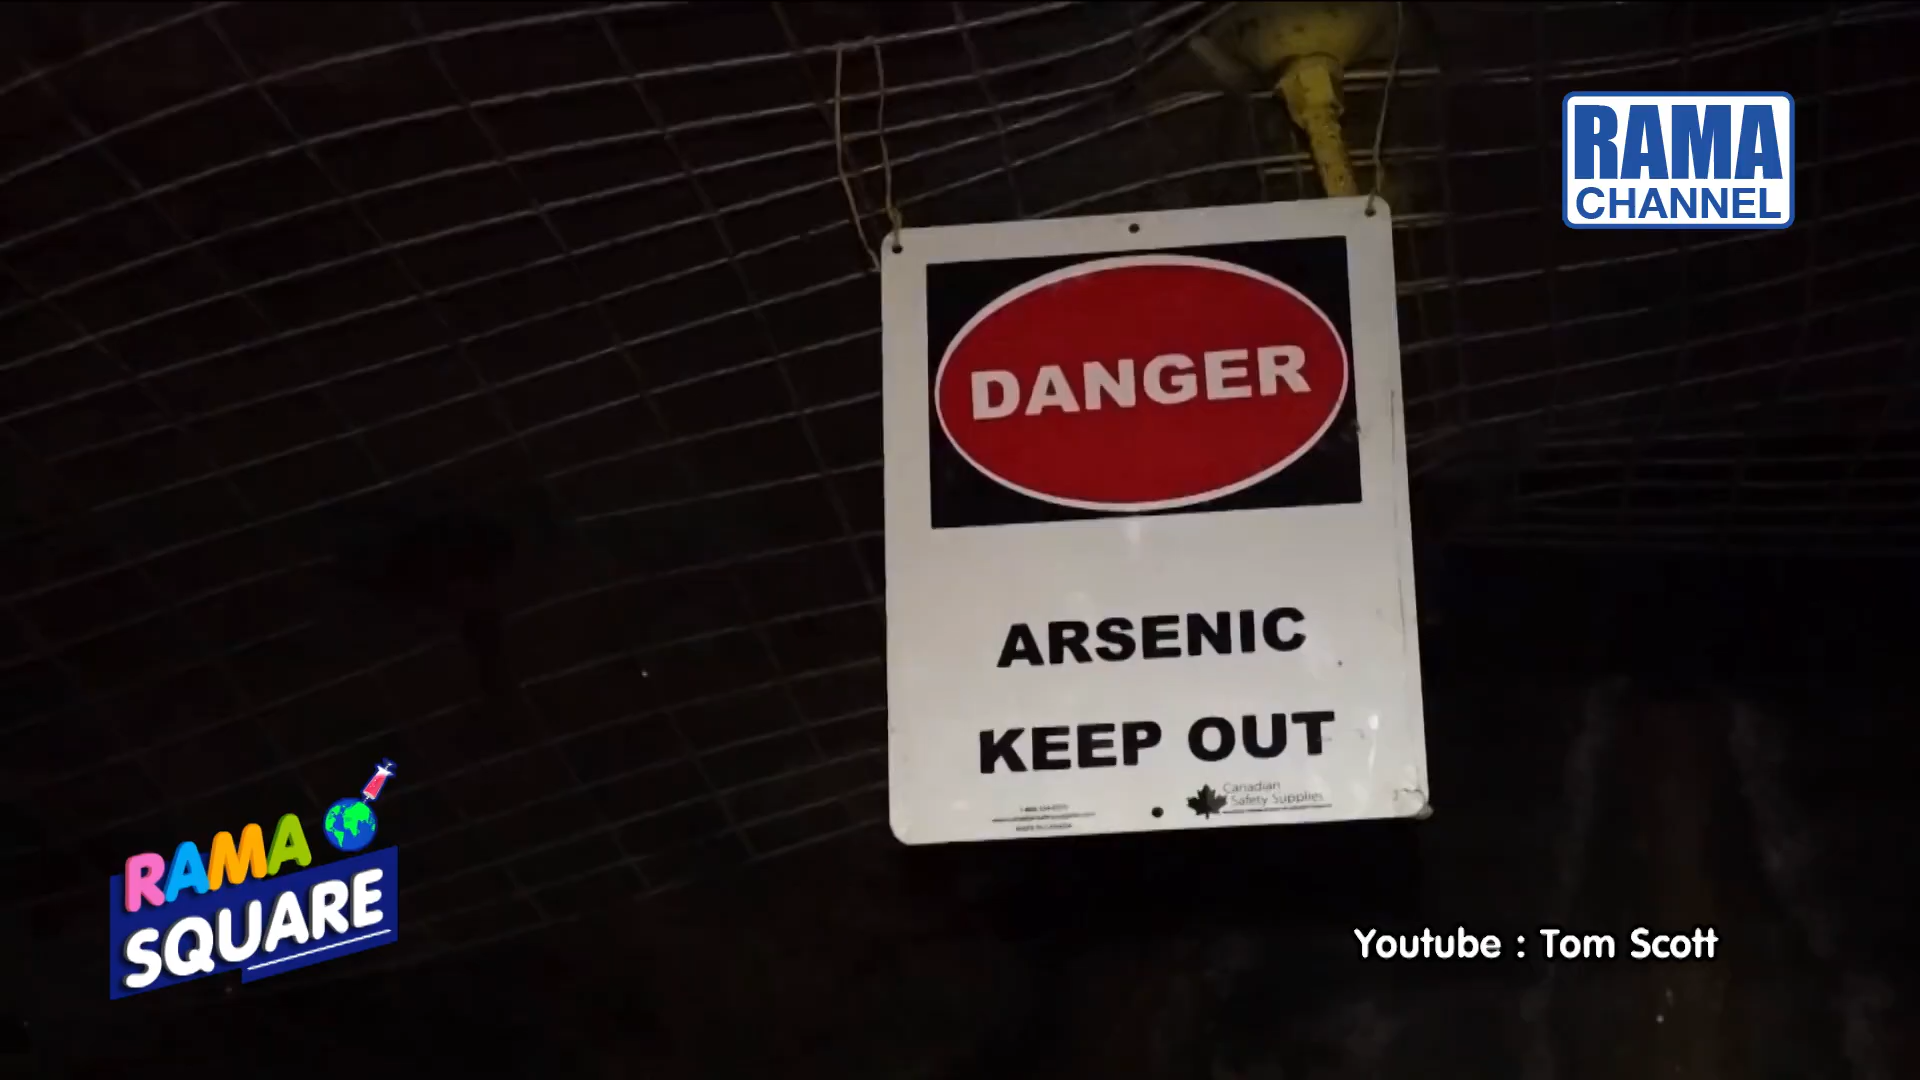 RAMA
CHANNEL
DANGER
ARSENIC
KEEP OUT
Canadian
Safety Supplies
RAMA
SQUARE
Youtube : Tom Scott